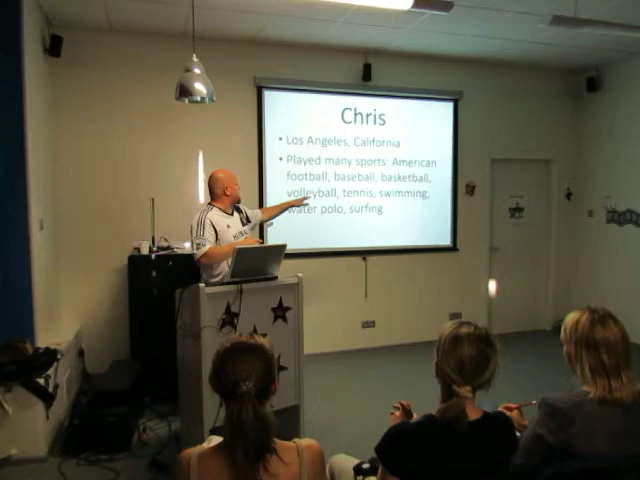 Chris
• Los Angeles, California
• Played many sports: American
football, baseball, basketball,
volleyball, tennis, swimming,
water polo, surfing